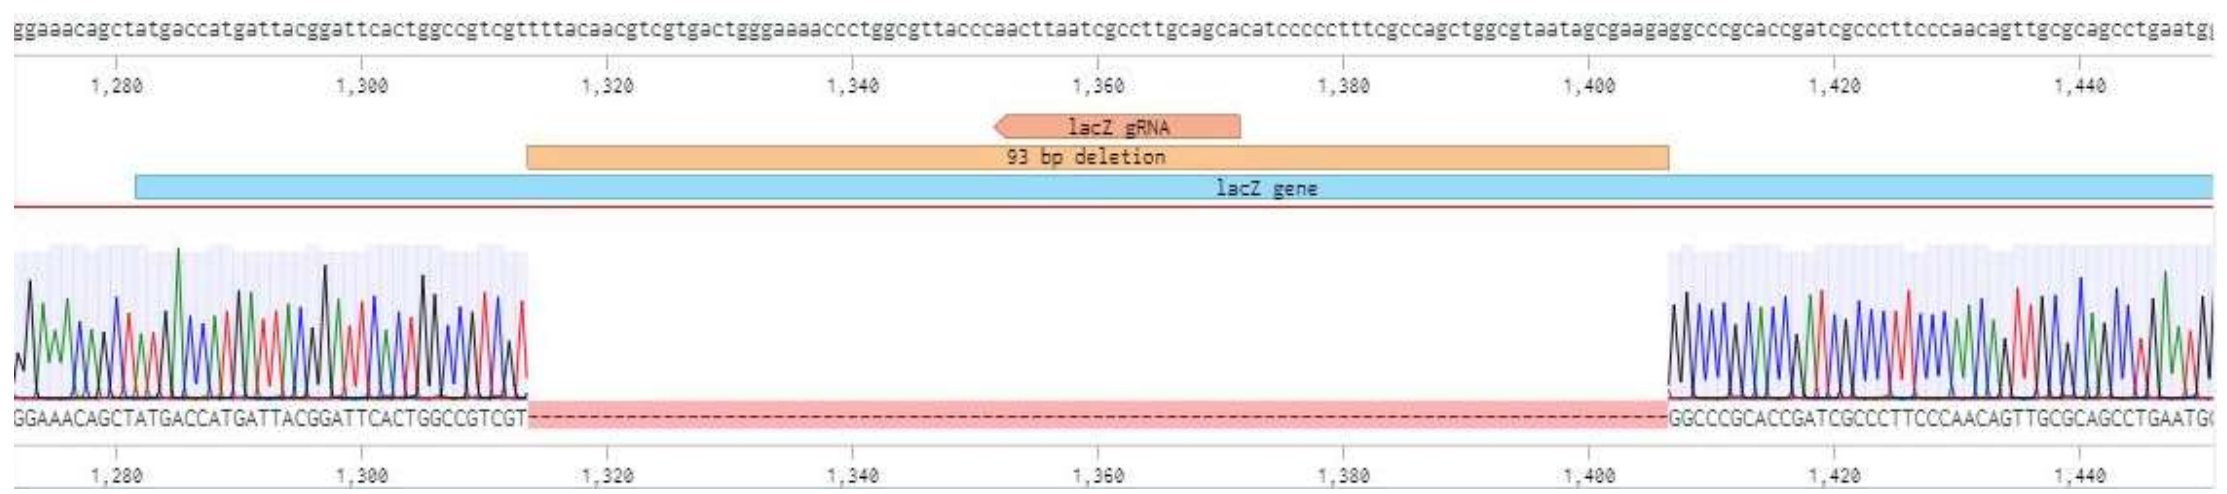 ggaaacagctatgaccatgattacggattcactggccgtcgttttacaacgtcgtgactgggaaaaccctggcgttacccaacttaatcgccttgcagcacatccccctttcgccagctggcgtaatagcgaagaggcccgcaccgatcgcccttcccaacagttgcgcagcctgaatg
1,280 1,300 1,320 1,340 1,360 1,380 1,400 1,420 1,440
lacZ gRNA
93 bp deletion
lacZ gene
GGAAACAGCTATGACCATGATTACGGATTCACTGGCCGTCGT---------------------------------------------------------------------------------------------GGCCCGCACCGATCGCCCTTCCCAACAGTTGCGCAGCCTGAATG
1,280 1,300 1,320 1,340 1,360 1,380 1,400 1,420 1,440